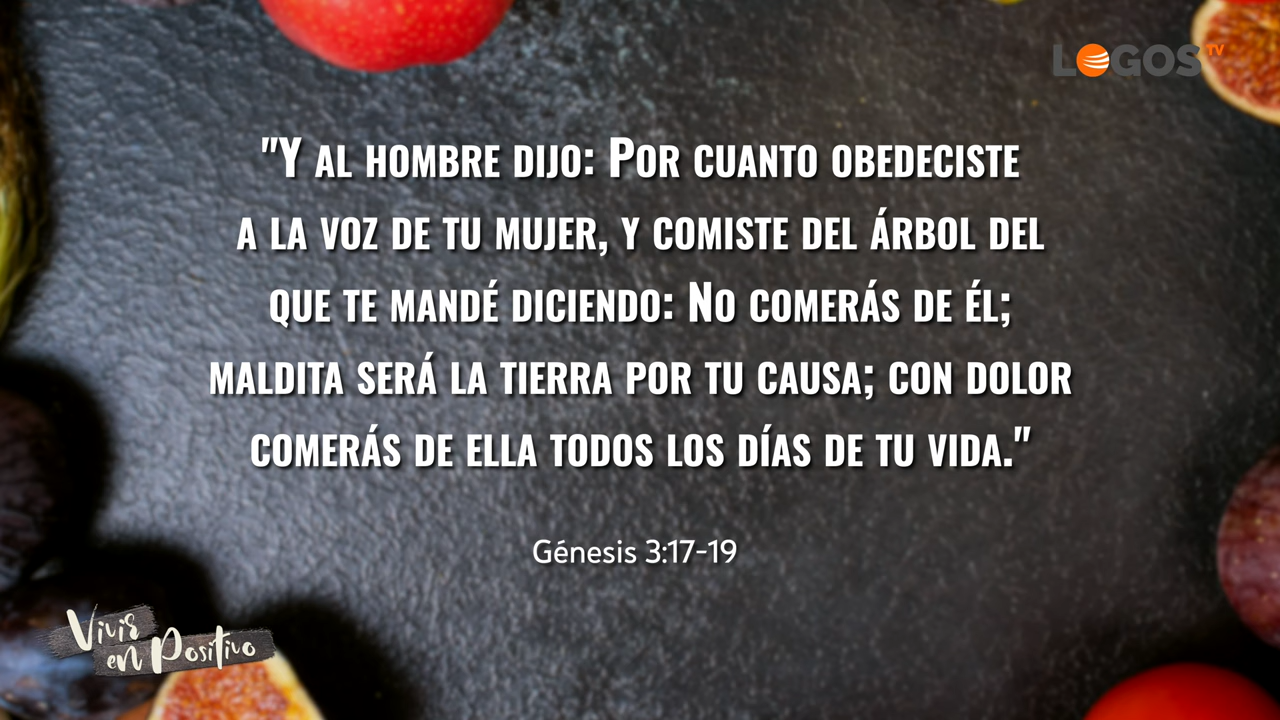 LOGOS TV
"Y AL HOMBRE DIJO: POR CUANTO OBEDECISTE
A LA VOZ DE TU MUJER, Y COMISTE DEL ÁRBOL DEL
QUE TE MANDÉ DICIENDO: NO COMERÁS DE ÉL;
MALDITA SERÁ LA TIERRA POR TU CAUSA; CON DOLOR
COMERÁS DE ELLA TODOS LOS DÍAS DE TU VIDA."
Génesis 3:17-19
Vivir
en Positivo